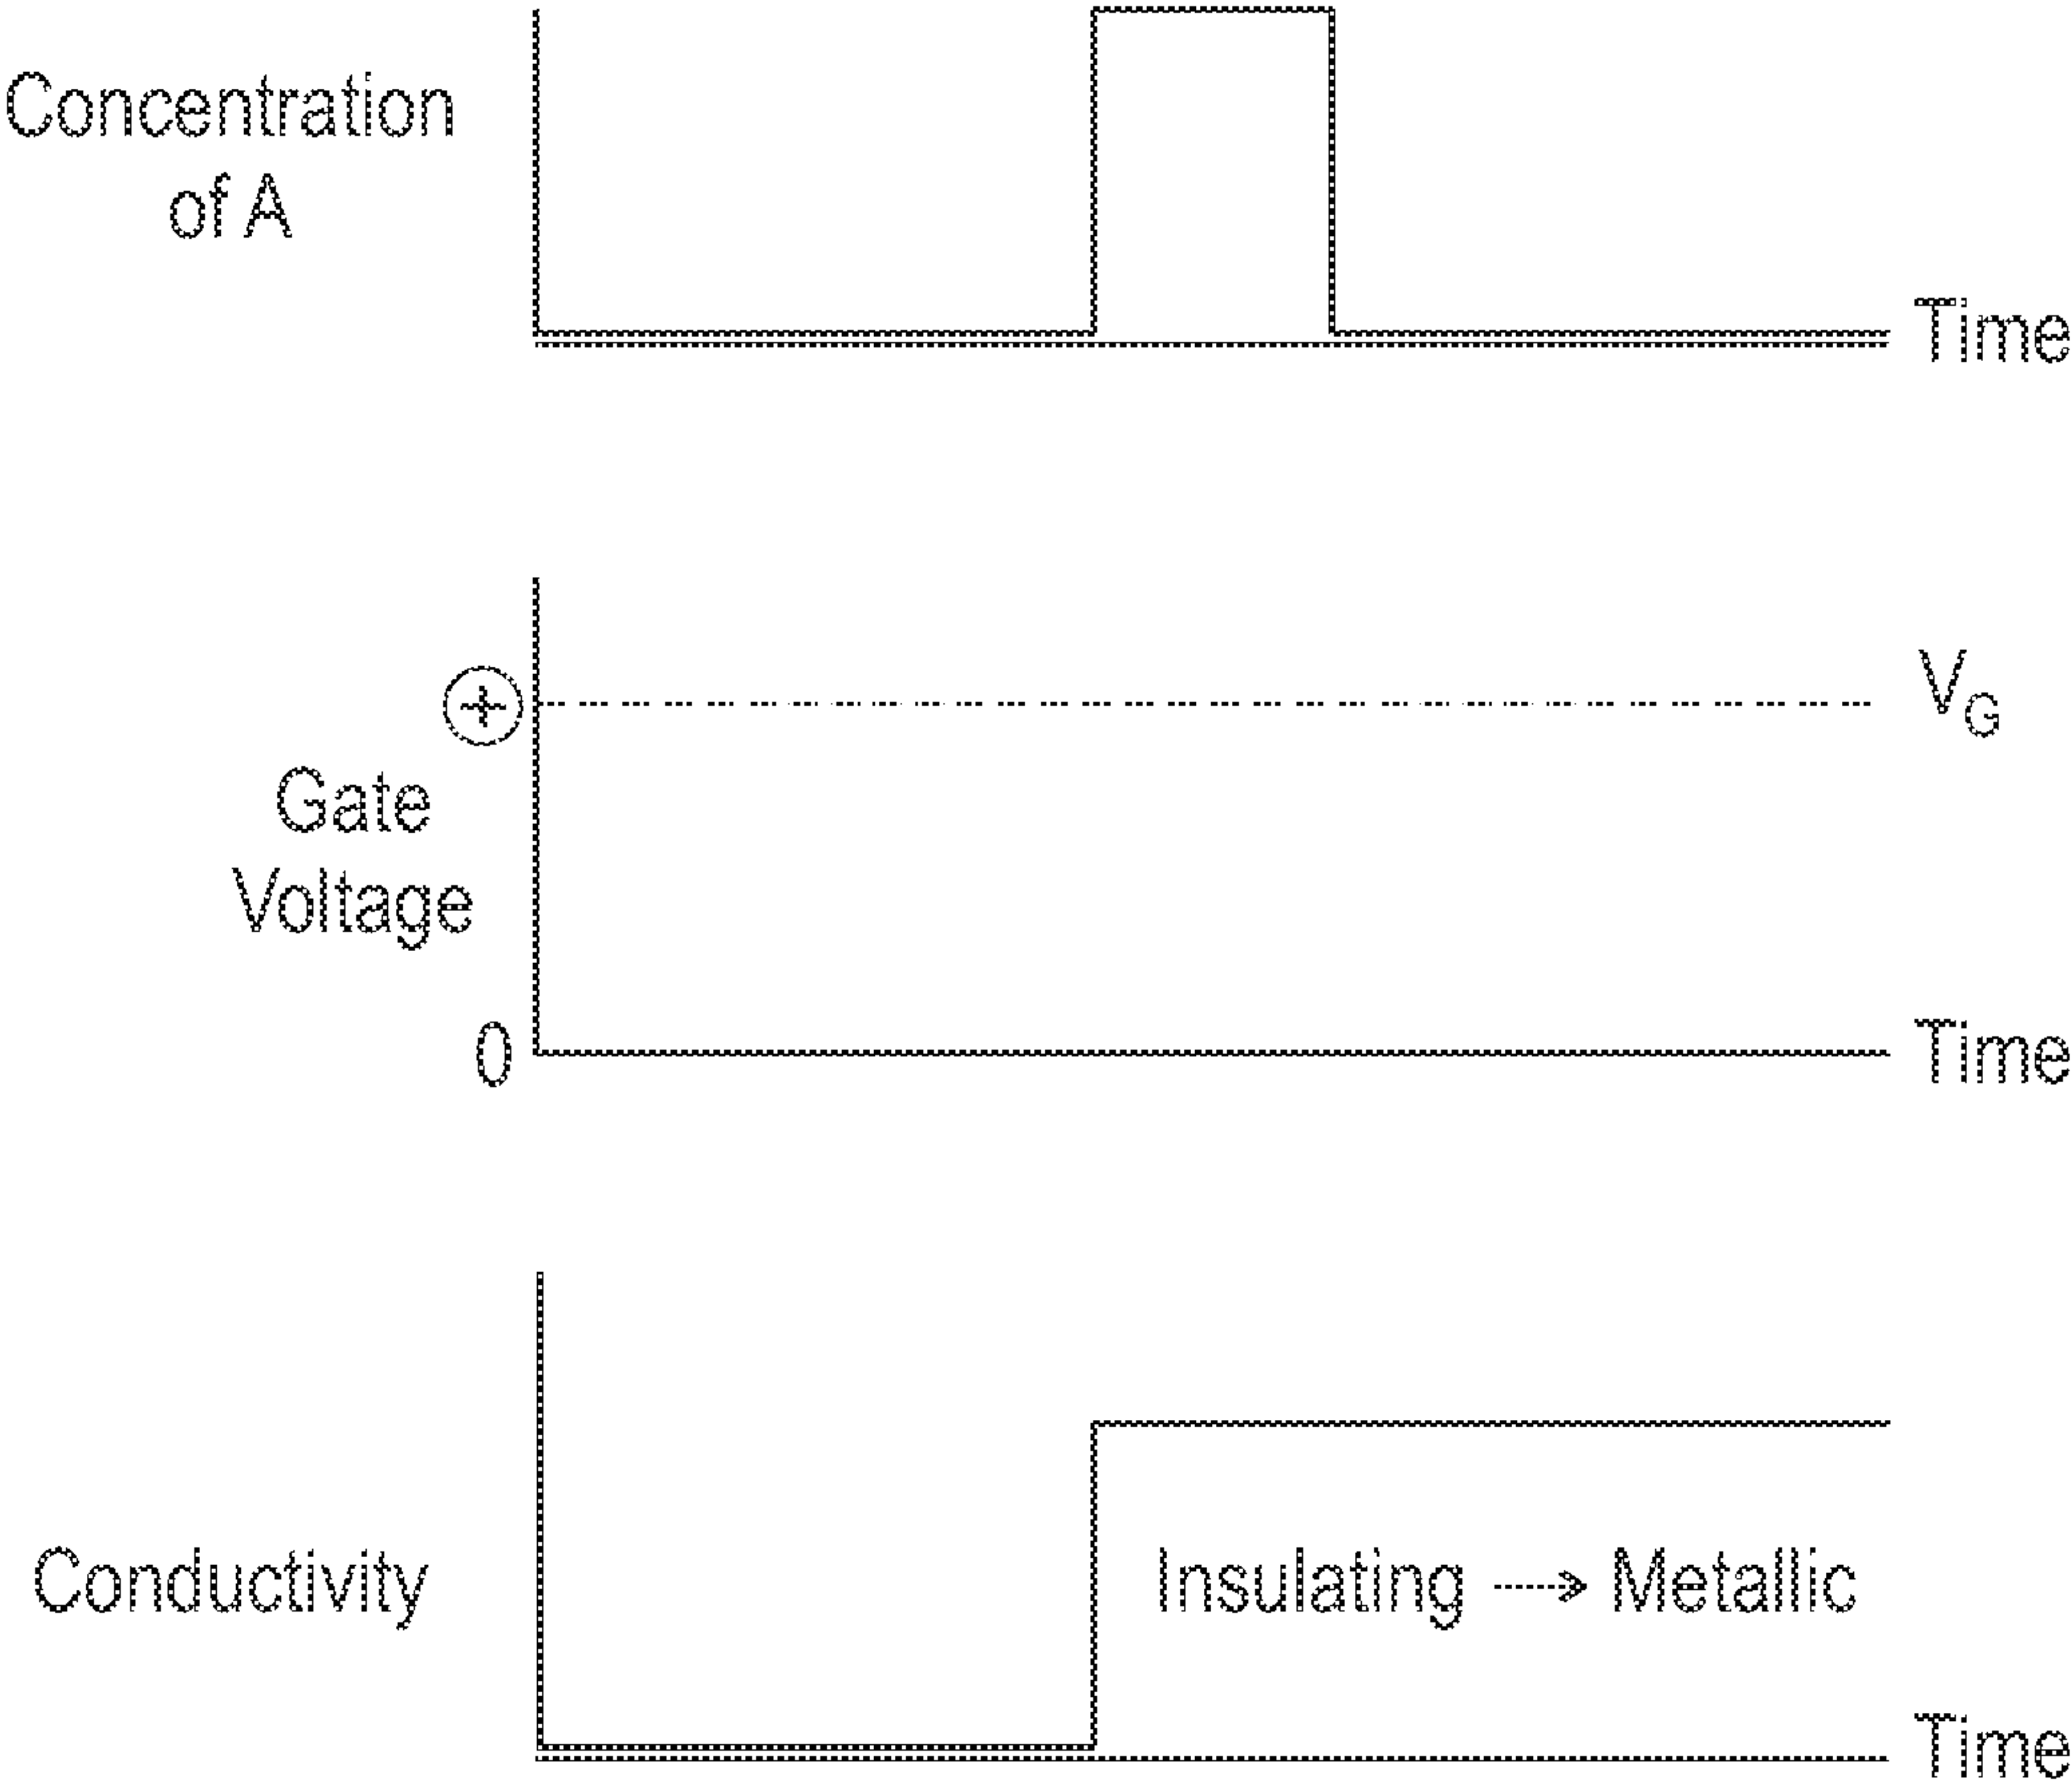 Concentration
of A
Time
+
V_G
Gate
Voltage
0
Time
Conductivity
Insulating ---> Metallic
Time